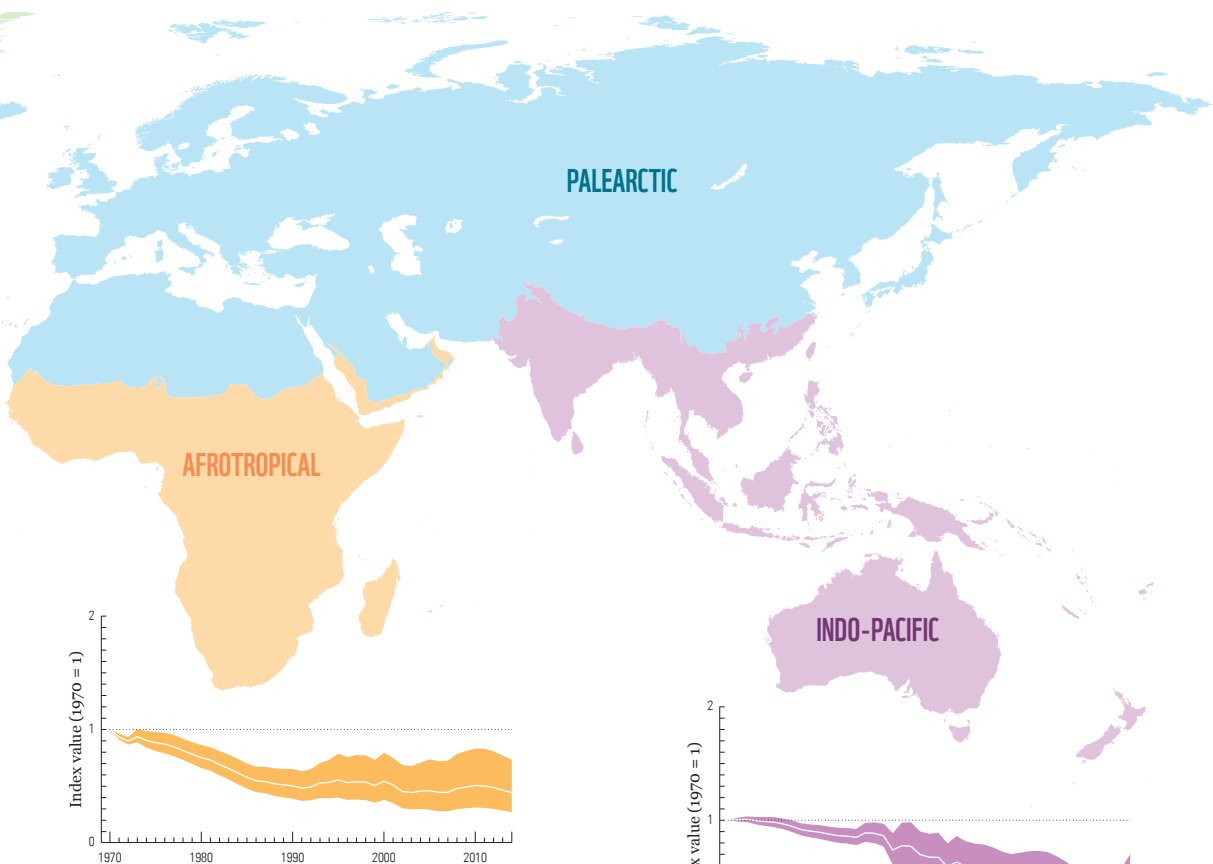 PALEARCTIC
AFROTROPICAL
INDO-PACIFIC
2
1
0
Index value (1970 = 1)
1970 1980 1990 2000 2010
2
1
value (1970 = 1)